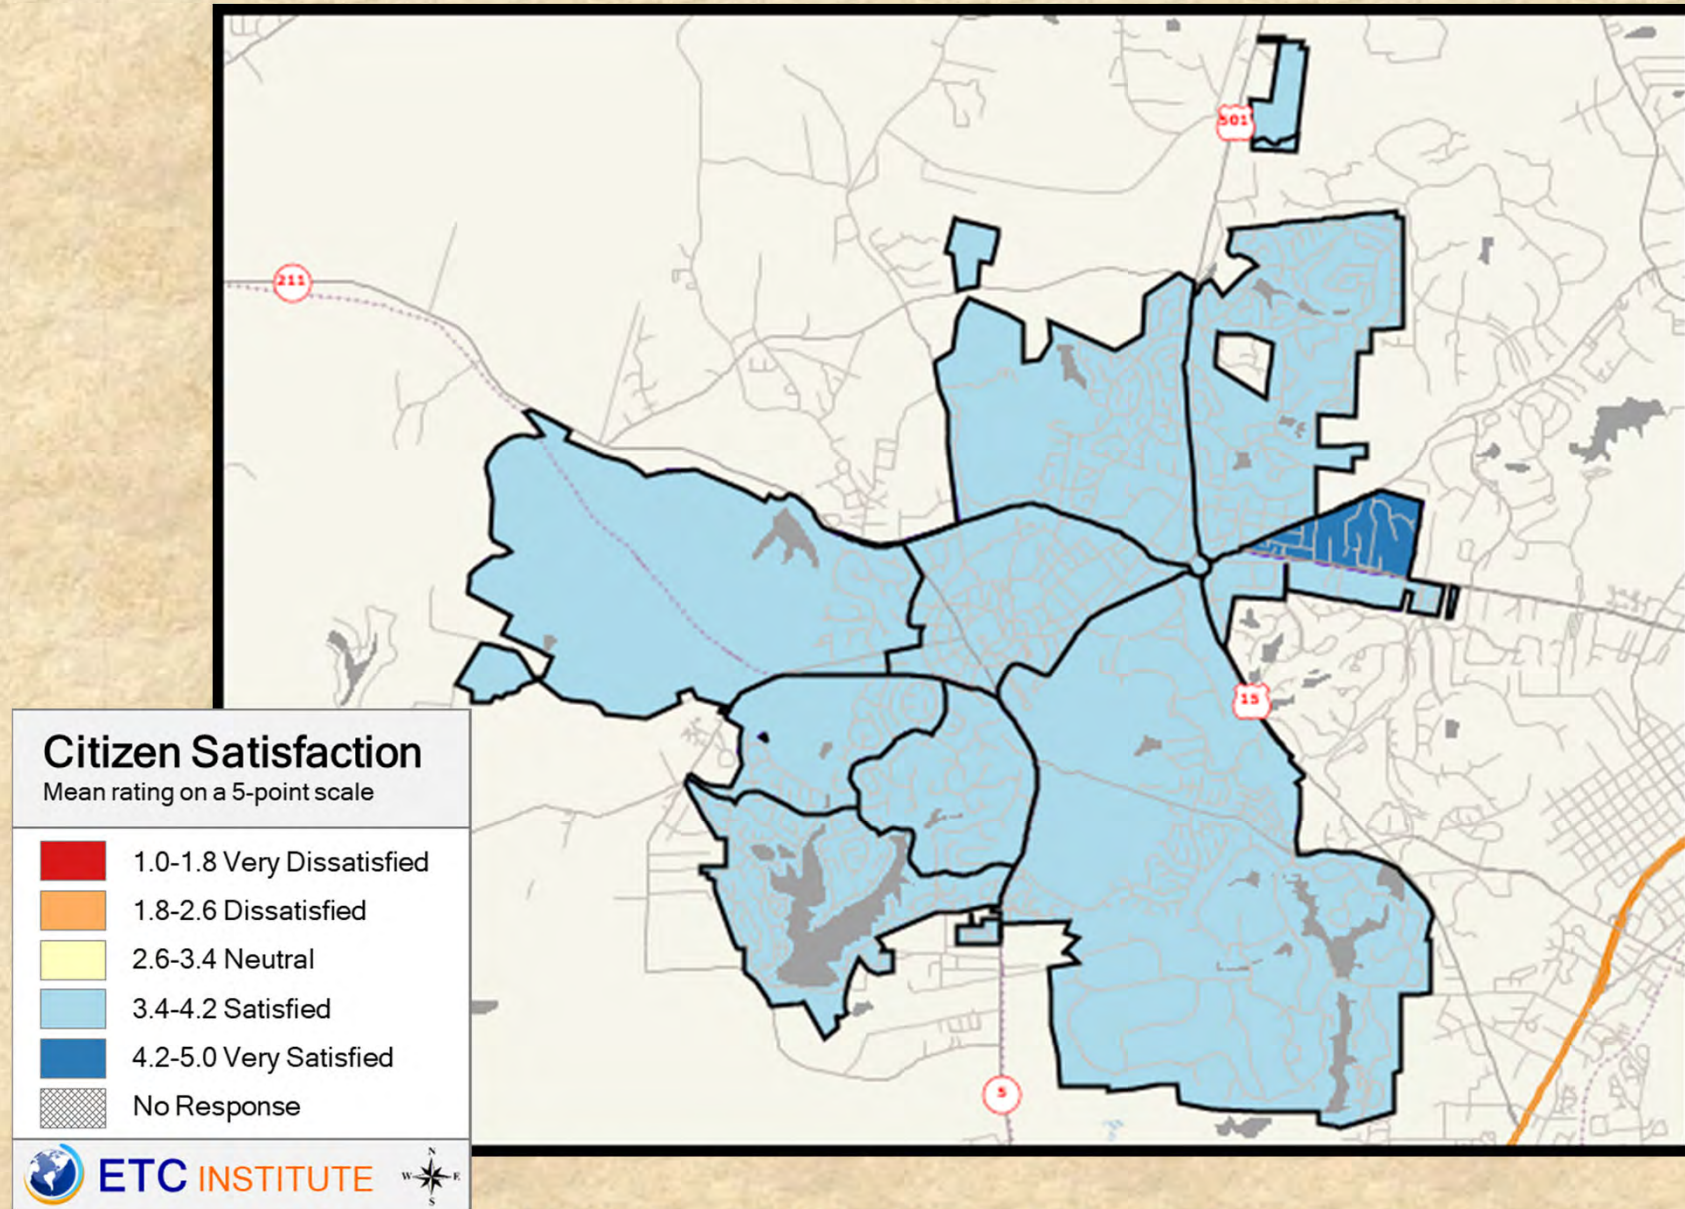 501
211
15
5
Citizen Satisfaction
Mean rating on a 5-point scale
1.0-1.8 Very Dissatisfied
1.8-2.6 Dissatisfied
2.6-3.4 Neutral
3.4-4.2 Satisfied
4.2-5.0 Very Satisfied
No Response
ETC INSTITUTE
N
W E
S